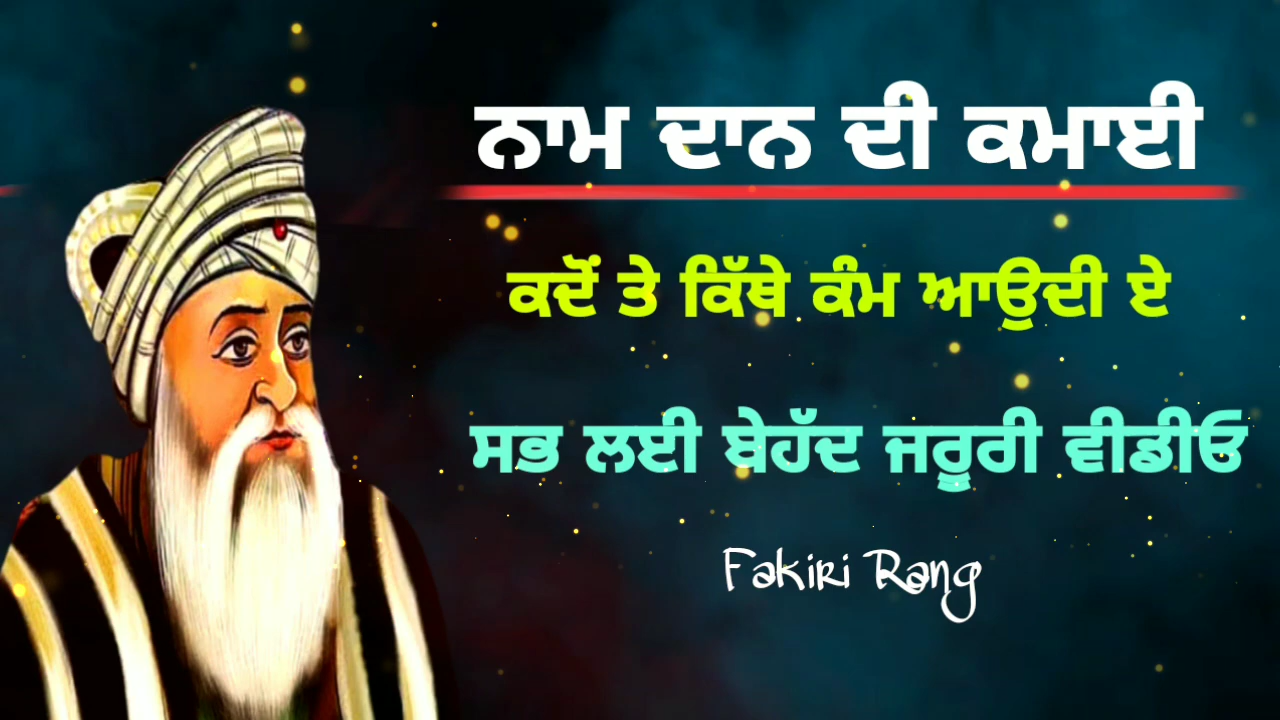 ਨਾਮ ਦਾਨ ਦੀ ਕਮਾਈ
ਕਦੋਂ ਤੇ ਕਿੱਥੇ ਕੰਮ ਆਉਦੀ ਏ
ਸਭ ਲਈ ਬੇਹੱਦ ਜਰੂਰੀ ਵੀਡੀਓ
Fakiri Rang